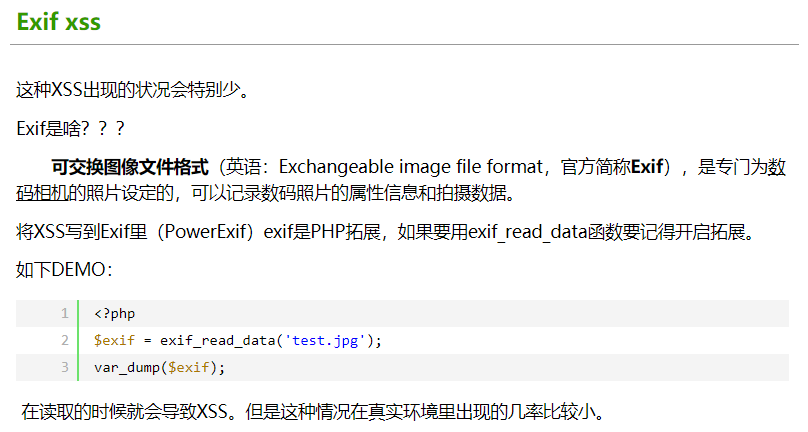 Exif xss
这种XSS出现的状况会特别少。
Exif是啥？？？
可交换图像文件格式（英语：Exchangeable image file format，官方简称Exif），是专门为数
码相机的照片设定的，可以记录数码照片的属性信息和拍摄数据。
将XSS写到Exif里（PowerExif）exif是PHP拓展，如果要用exif_read_data函数要记得开启拓展。
如下DEMO：
1 <?php
2 $exif = exif_read_data('test.jpg');
3 var_dump($exif);
在读取的时候就会导致XSS。但是这种情况在真实环境里出现的几率比较小。